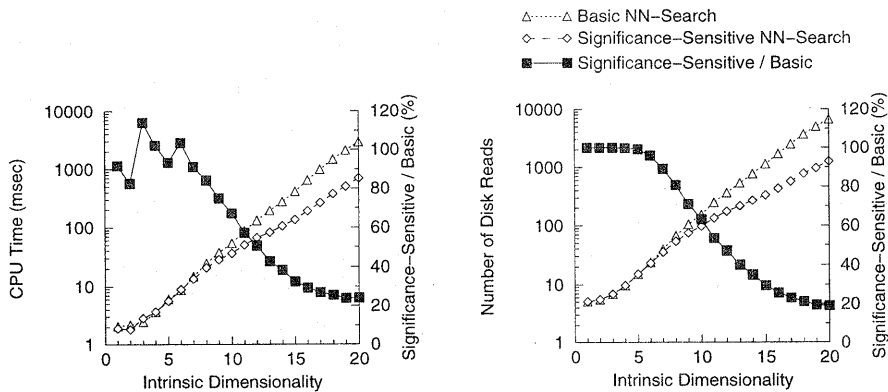 Basic NN-Search
Significance-Sensitive NN-Search
Significance-Sensitive / Basic
CPU Time (msec)
10000
1000
100
10
1
120
100
80
60
40
20
0
Significance-Sensitive / Basic (%)
0 5 10 15 20
Intrinsic Dimensionality
Number of Disk Reads
10000
1000
100
10
1
120
100
80
60
40
20
0
Significance-Sensitive / Basic (%)
0 5 10 15 20
Intrinsic Dimensionality